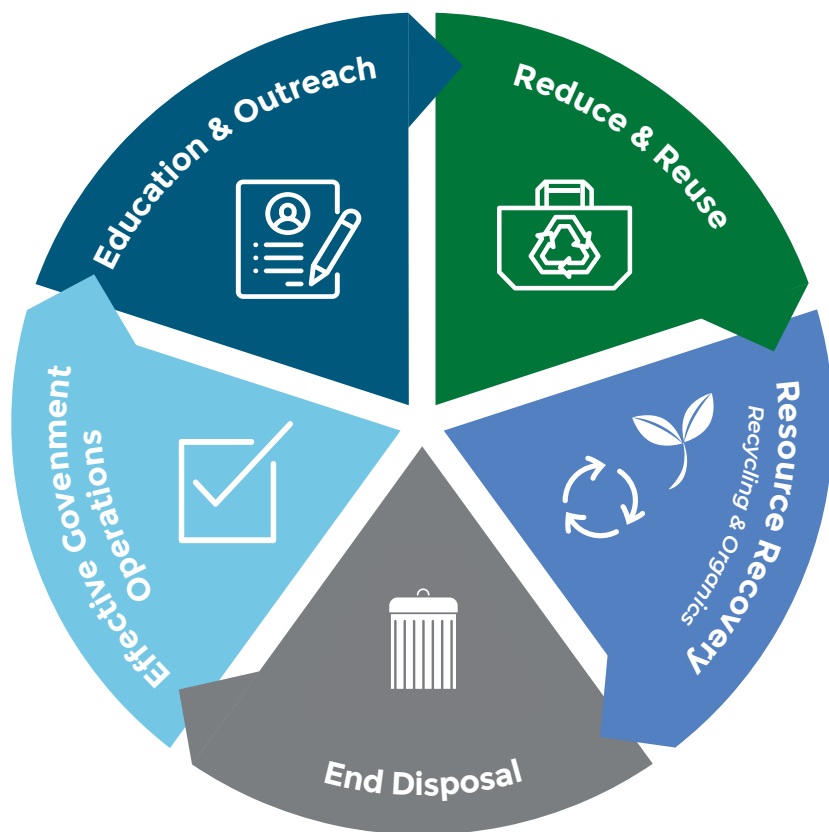 Education & Outreach
Reduce & Reuse
Resource Recovery
Recycling & Organics
End Disposal
Effective Govenment
Operations